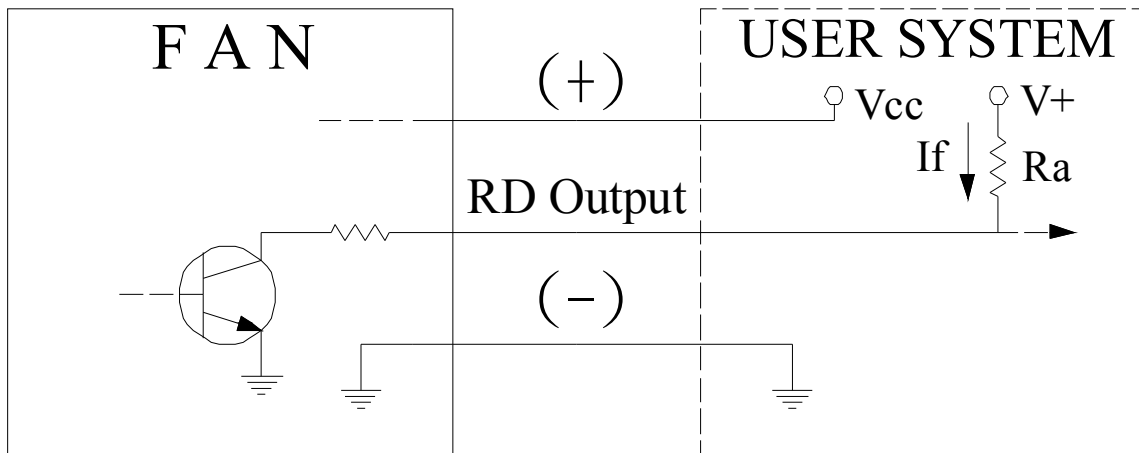 F A N
USER SYSTEM
(+)
Vcc
V+
If
Ra
RD Output
(-)